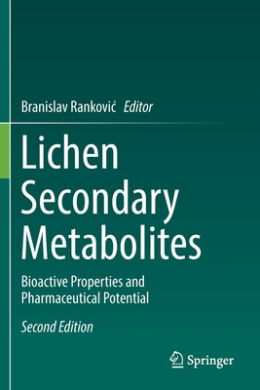 Branislav Ranković Editor
Lichen
Secondary
Metabolites
Bioactive Properties and
Pharmaceutical Potential
Second Edition
Springer